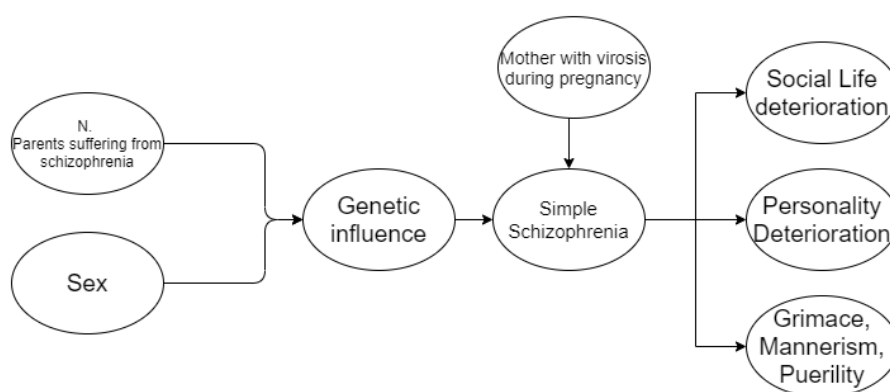 N.
Parents suffering from
schizophrenia
Sex
Genetic
influence
Mother with virosis
during pregnancy
Simple
Schizophrenia
Social Life
deterioration
Personality
Deterioration
Grimace,
Mannerism,
Puerility